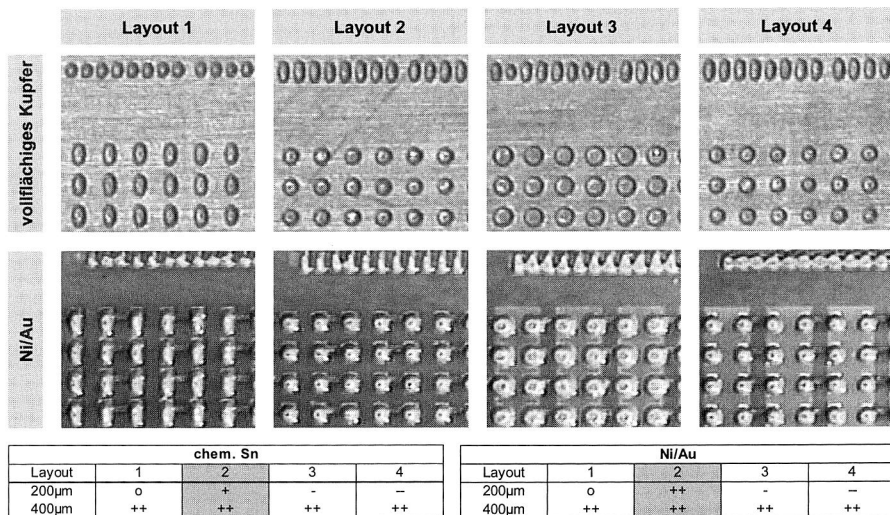 Layout 1 Layout 2 Layout 3 Layout 4
vollflächiges Kupfer
Ni/Au
chem. Sn
Layout 1 2 3 4
200µm o + - --
400µm ++ ++ ++ ++
Ni/Au
Layout 1 2 3 4
200µm o ++ - --
400µm ++ ++ ++ ++